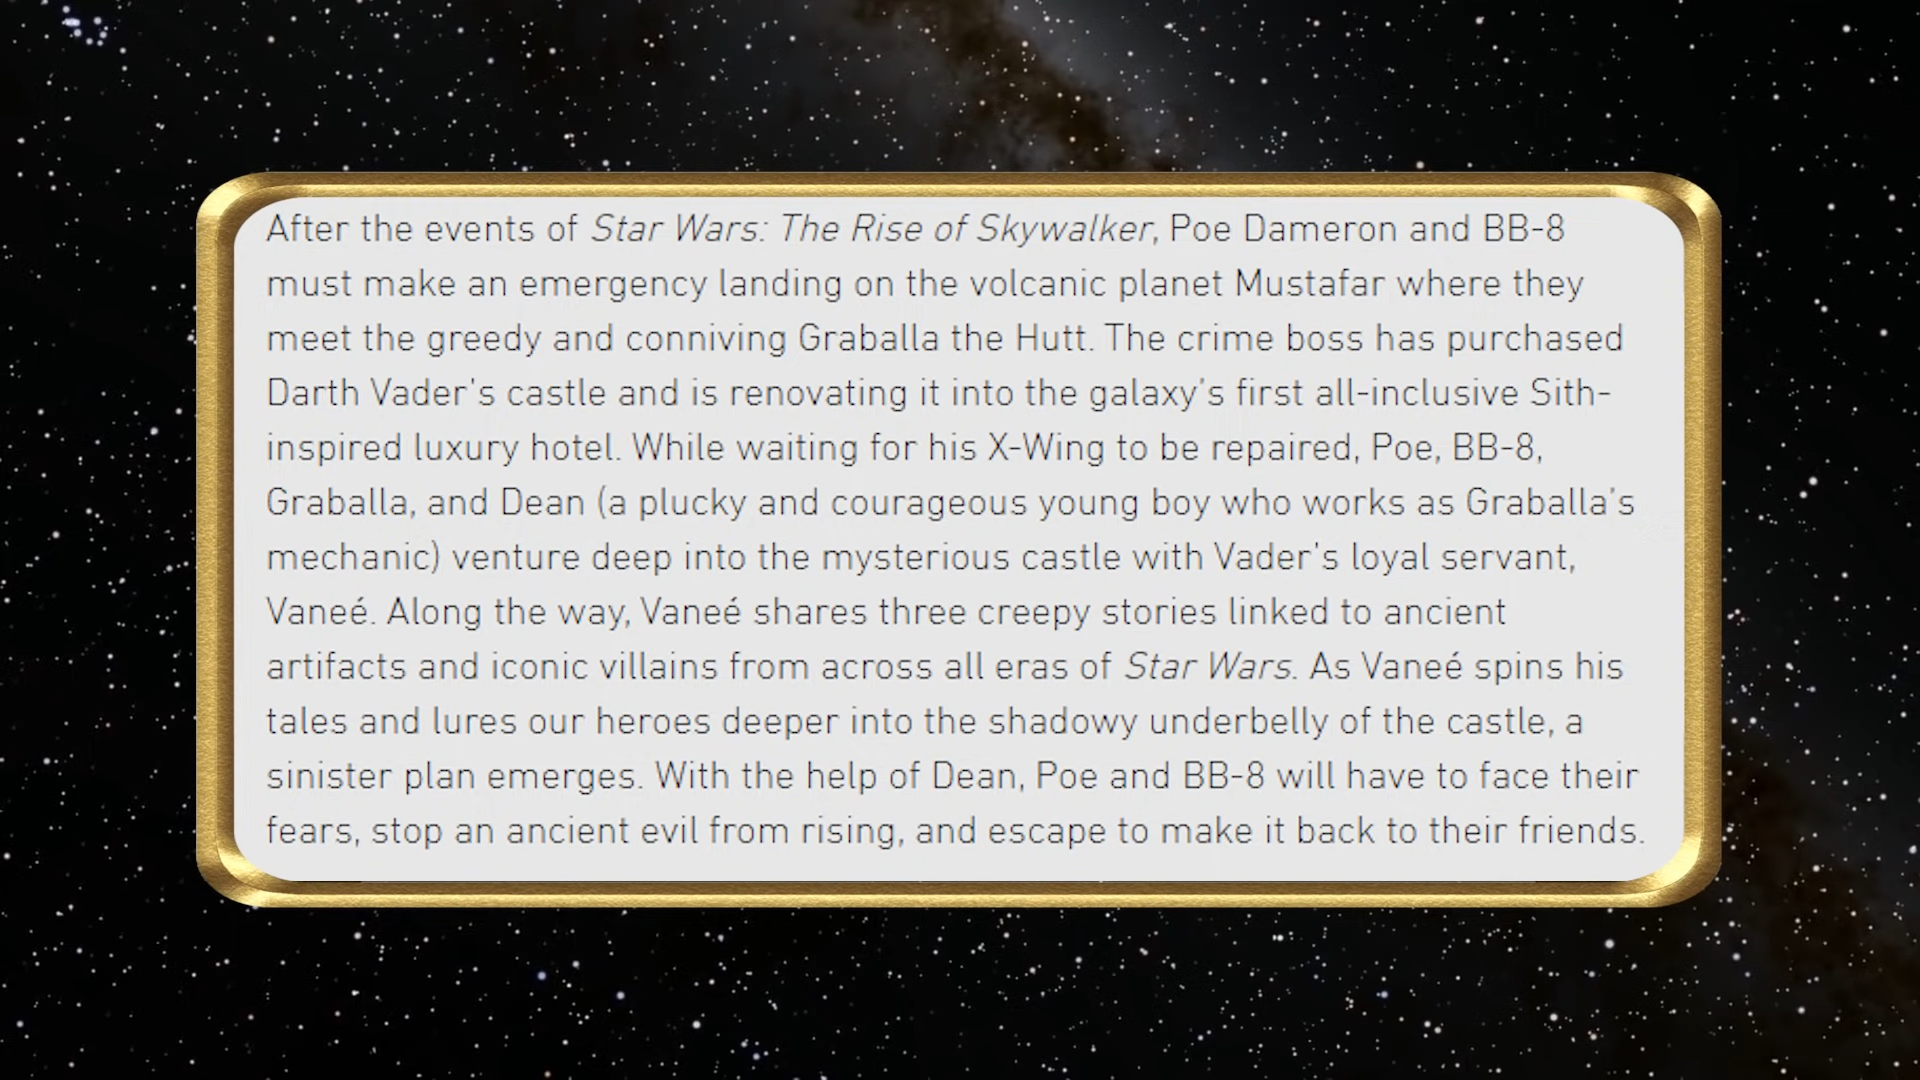 After the events of Star Wars: The Rise of Skywalker, Poe Dameron and BB-8
must make an emergency landing on the volcanic planet Mustafar where they
meet the greedy and conniving Graballa the Hutt. The crime boss has purchased
Darth Vader's castle and is renovating it into the galaxy's first all-inclusive Sith-
inspired luxury hotel. While waiting for his X-Wing to be repaired, Poe, BB-8,
Graballa, and Dean (a plucky and courageous young boy who works as Graballa's
mechanic) venture deep into the mysterious castle with Vader's loyal servant,
Vaneé. Along the way, Vaneé shares three creepy stories linked to ancient
artifacts and iconic villains from across all eras of Star Wars. As Vaneé spins his
tales and lures our heroes deeper into the shadowy underbelly of the castle, a
sinister plan emerges. With the help of Dean, Poe and BB-8 will have to face their
fears, stop an ancient evil from rising, and escape to make it back to their friends.